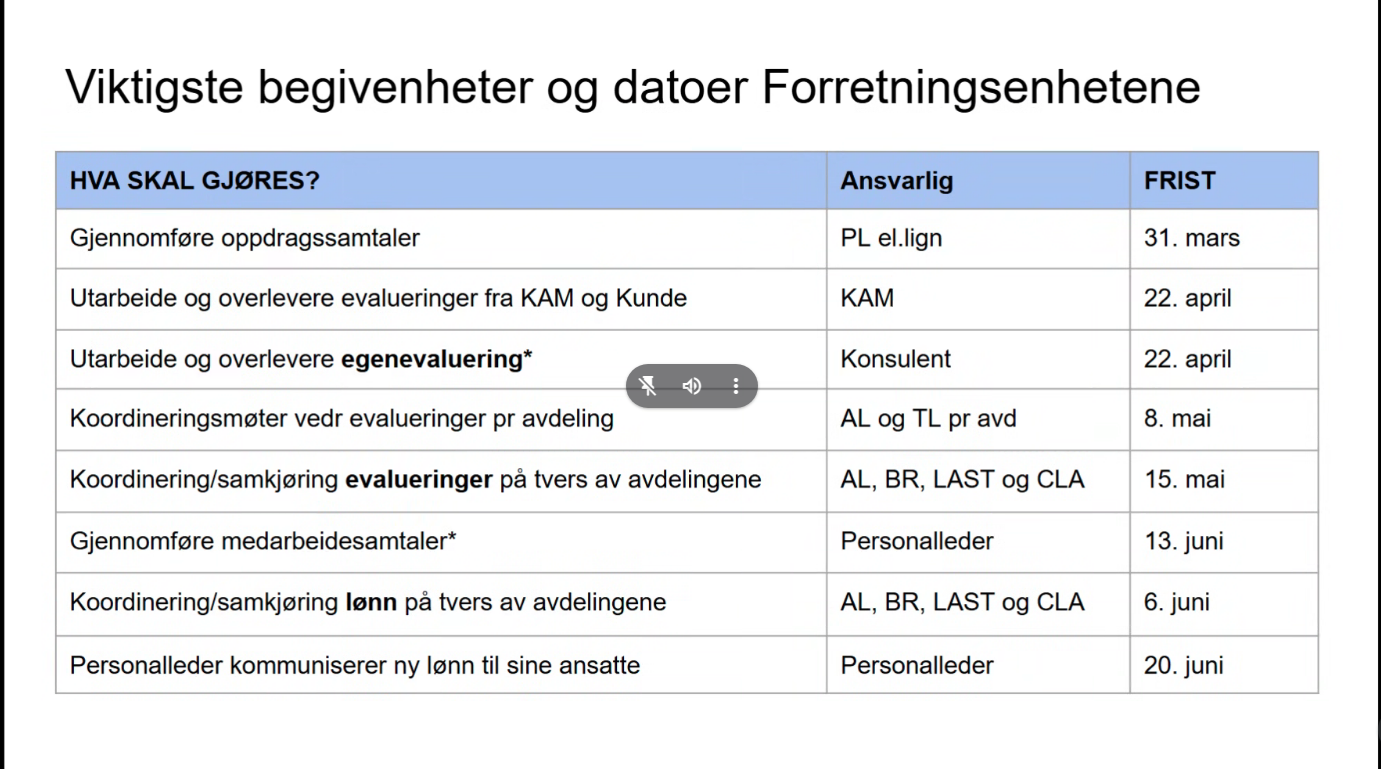 Viktigste begivenheter og datoer Forretningsenhetene
HVA SKAL GJØRES? Ansvarlig FRIST
Gjennomføre oppdragssamtaler PL el.lign 31. mars
Utarbeide og overlevere evalueringer fra KAM og Kunde KAM 22. april
Utarbeide og overlevere egenevaluering* Konsulent 22. april
Koordineringsmøter vedr evalueringer pr avdeling AL og TL pr avd 8. mai
Koordinering/samkjøring evalueringer på tvers av avdelingene AL, BR, LAST og CLA 15. mai
Gjennomføre medarbeidesamtaler* Personalleder 13. juni
Koordinering/samkjøring lønn på tvers av avdelingene AL, BR, LAST og CLA 6. juni
Personalleder kommuniserer ny lønn til sine ansatte Personalleder 20. juni